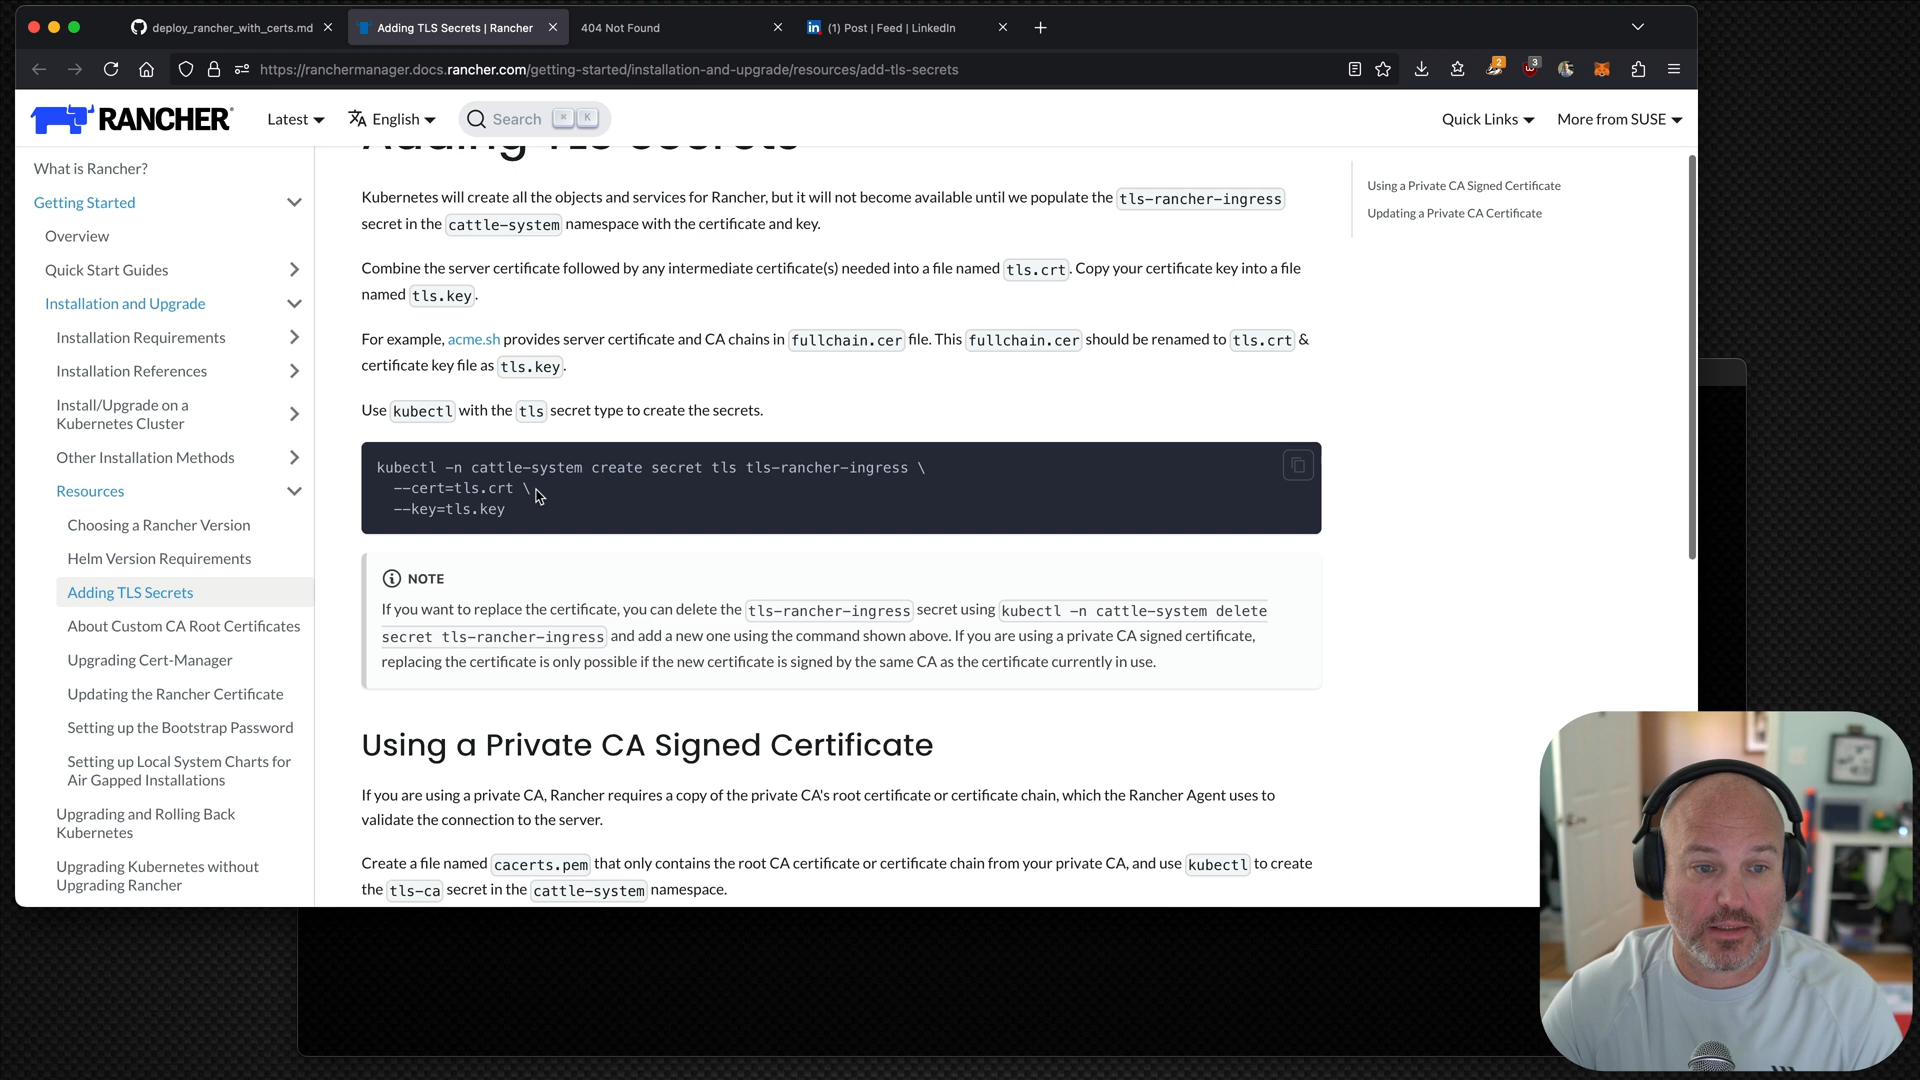 deploy_rancher_with_certs.md
Adding TLS Secrets | Rancher
404 Not Found
in
(1) Post | Feed | LinkedIn
https://ranchermanager.docs.rancher.com/getting-started/installation-and-upgrade/resources/add-tls-secrets
2
3
RANCHER
Latest
English
Search
⌘ K
Quick Links
More from SUSE
What is Rancher?
Getting Started
Overview
Quick Start Guides
Installation and Upgrade
Installation Requirements
Installation References
Install/Upgrade on a
Kubernetes Cluster
Other Installation Methods
Resources
Choosing a Rancher Version
Helm Version Requirements
Adding TLS Secrets
About Custom CA Root Certificates
Upgrading Cert-Manager
Updating the Rancher Certificate
Setting up the Bootstrap Password
Setting up Local System Charts for
Air Gapped Installations
Upgrading and Rolling Back
Kubernetes
Upgrading Kubernetes without
Upgrading Rancher
Adding TLS Secrets
Kubernetes will create all the objects and services for Rancher, but it will not become available until we populate the tls-rancher-ingress
secret in the cattle-system namespace with the certificate and key.
Combine the server certificate followed by any intermediate certificate(s) needed into a file named tls.crt. Copy your certificate key into a file
named tls.key.
For example, acme.sh provides server certificate and CA chains in fullchain.cer file. This fullchain.cer should be renamed to tls.crt &
certificate key file as tls.key.
Use kubectl with the tls secret type to create the secrets.
kubectl -n cattle-system create secret tls tls-rancher-ingress \
--cert=tls.crt \
--key=tls.key
NOTE
If you want to replace the certificate, you can delete the tls-rancher-ingress secret using kubectl -n cattle-system delete
secret tls-rancher-ingress and add a new one using the command shown above. If you are using a private CA signed certificate,
replacing the certificate is only possible if the new certificate is signed by the same CA as the certificate currently in use.
Using a Private CA Signed Certificate
If you are using a private CA, Rancher requires a copy of the private CA's root certificate or certificate chain, which the Rancher Agent uses to
validate the connection to the server.
Create a file named cacerts.pem that only contains the root CA certificate or certificate chain from your private CA, and use kubectl to create
the tls-ca secret in the cattle-system namespace.
Using a Private CA Signed Certificate
Updating a Private CA Certificate